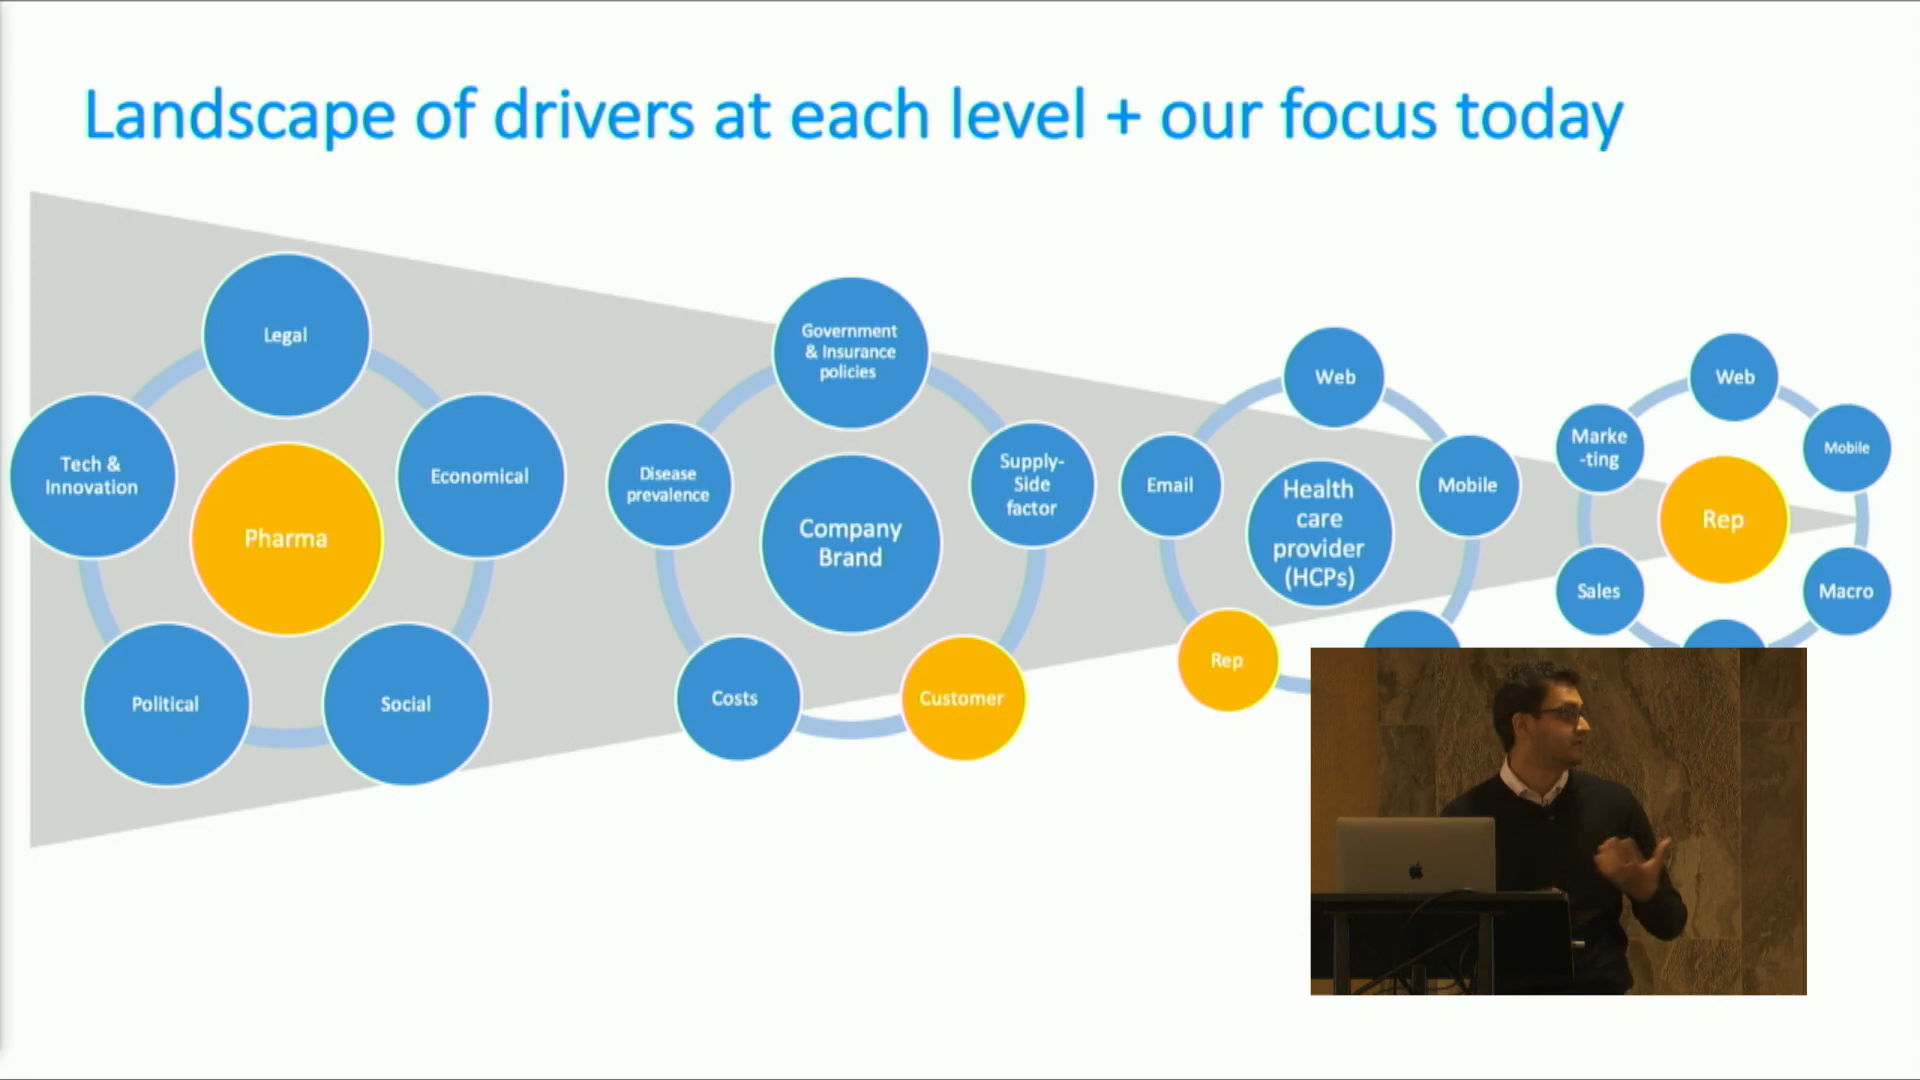 Landscape of drivers at each level + our focus today
Legal
Tech &
Innovation
Economical
Pharma
Political
Social
Government
& Insurance
policies
Disease
prevalence
Supply-
Side
factor
Company
Brand
Costs
Customer
Web
Email
Mobile
Health
care
provider
(HCPs)
Rep
Web
Marke
-ting
Mobile
Rep
Sales
Macro